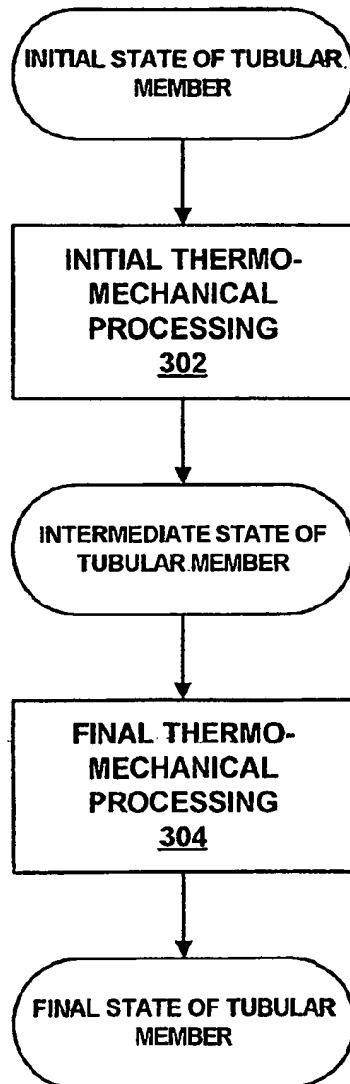 INITIAL STATE OF TUBULAR
MEMBER
INITIAL THERMO-
MECHANICAL
PROCESSING
302
INTERMEDIATE STATE OF
TUBULAR MEMBER
FINAL THERMO-
MECHANICAL
PROCESSING
304
FINAL STATE OF TUBULAR
MEMBER